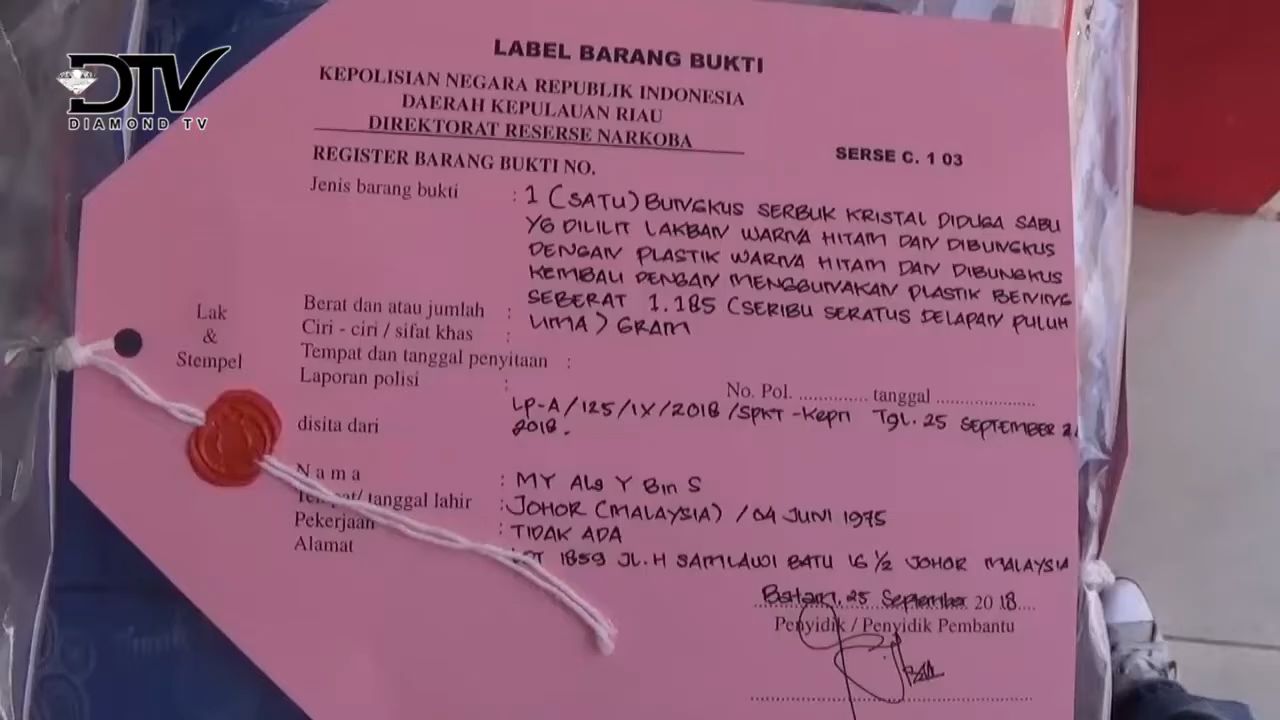 DTV
DIAMOND TV
LABEL BARANG BUKTI
KEPOLISIAN NEGARA REPUBLIK INDONESIA
DAERAH KEPULAUAN RIAU
DIREKTORAT RESERSE NARKOBA
SERSE C. 1 03
REGISTER BARANG BUKTI NO.
Jenis barang bukti : 1 (SATU) BUNGKUS SERBUK KRISTAL DIDUGA SABU
YG DILILIT LAKBAN WARNA HITAM DAN DIBUNGKUS
DENGAN PLASTIK WARNA HITAM DAN DIBUNGKUS
KEMBALI DENGAN MENGGUNAKAN PLASTIK BENING
Berat dan atau jumlah : SEBERAT 1.185 (SERIBU SERATUS DELAPAN PULUH
Ciri - ciri / sifat khas : LIMA) GRAM
Lak
&
Stempel
Tempat dan tanggal penyitaan :
Laporan polisi : No. Pol. .............. tanggal ....................
LP-A/125/IX/2018/SPKT-Kepri Tgl. 25 SEPTEMBER
disita dari 2018.
N a m a : MY Als Y Bin S
Tempat/ tanggal lahir : JOHOR (MALAYSIA) / 04 JUNI 1975
Pekerjaan : TIDAK ADA
Alamat 1859 JL. H SAMLAWI BATU 16 1/2 JOHOR MALAYSIA
Batam, 25 September 2018
Penyidik / Penyidik Pembantu